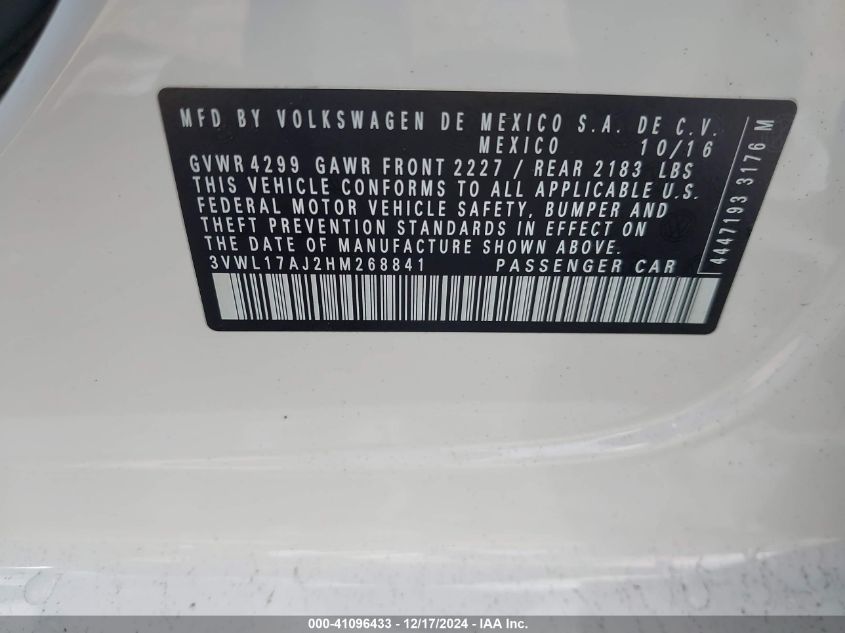 MFD BY VOLKSWAGEN DE MEXICO S.A. DE C.V.
MEXICO 10/16
GVWR 4299 GAWR FRONT 2227 / REAR 2183 LBS
THIS VEHICLE CONFORMS TO ALL APPLICABLE U.S.
FEDERAL MOTOR VEHICLE SAFETY, BUMPER AND
THEFT PREVENTION STANDARDS IN EFFECT ON
THE DATE OF MANUFACTURE SHOWN ABOVE.
3VWL17AJ2HM268841 PASSENGER CAR
4447193 3176 M
000-41096433 / 12/17/2024 - IAA Inc.